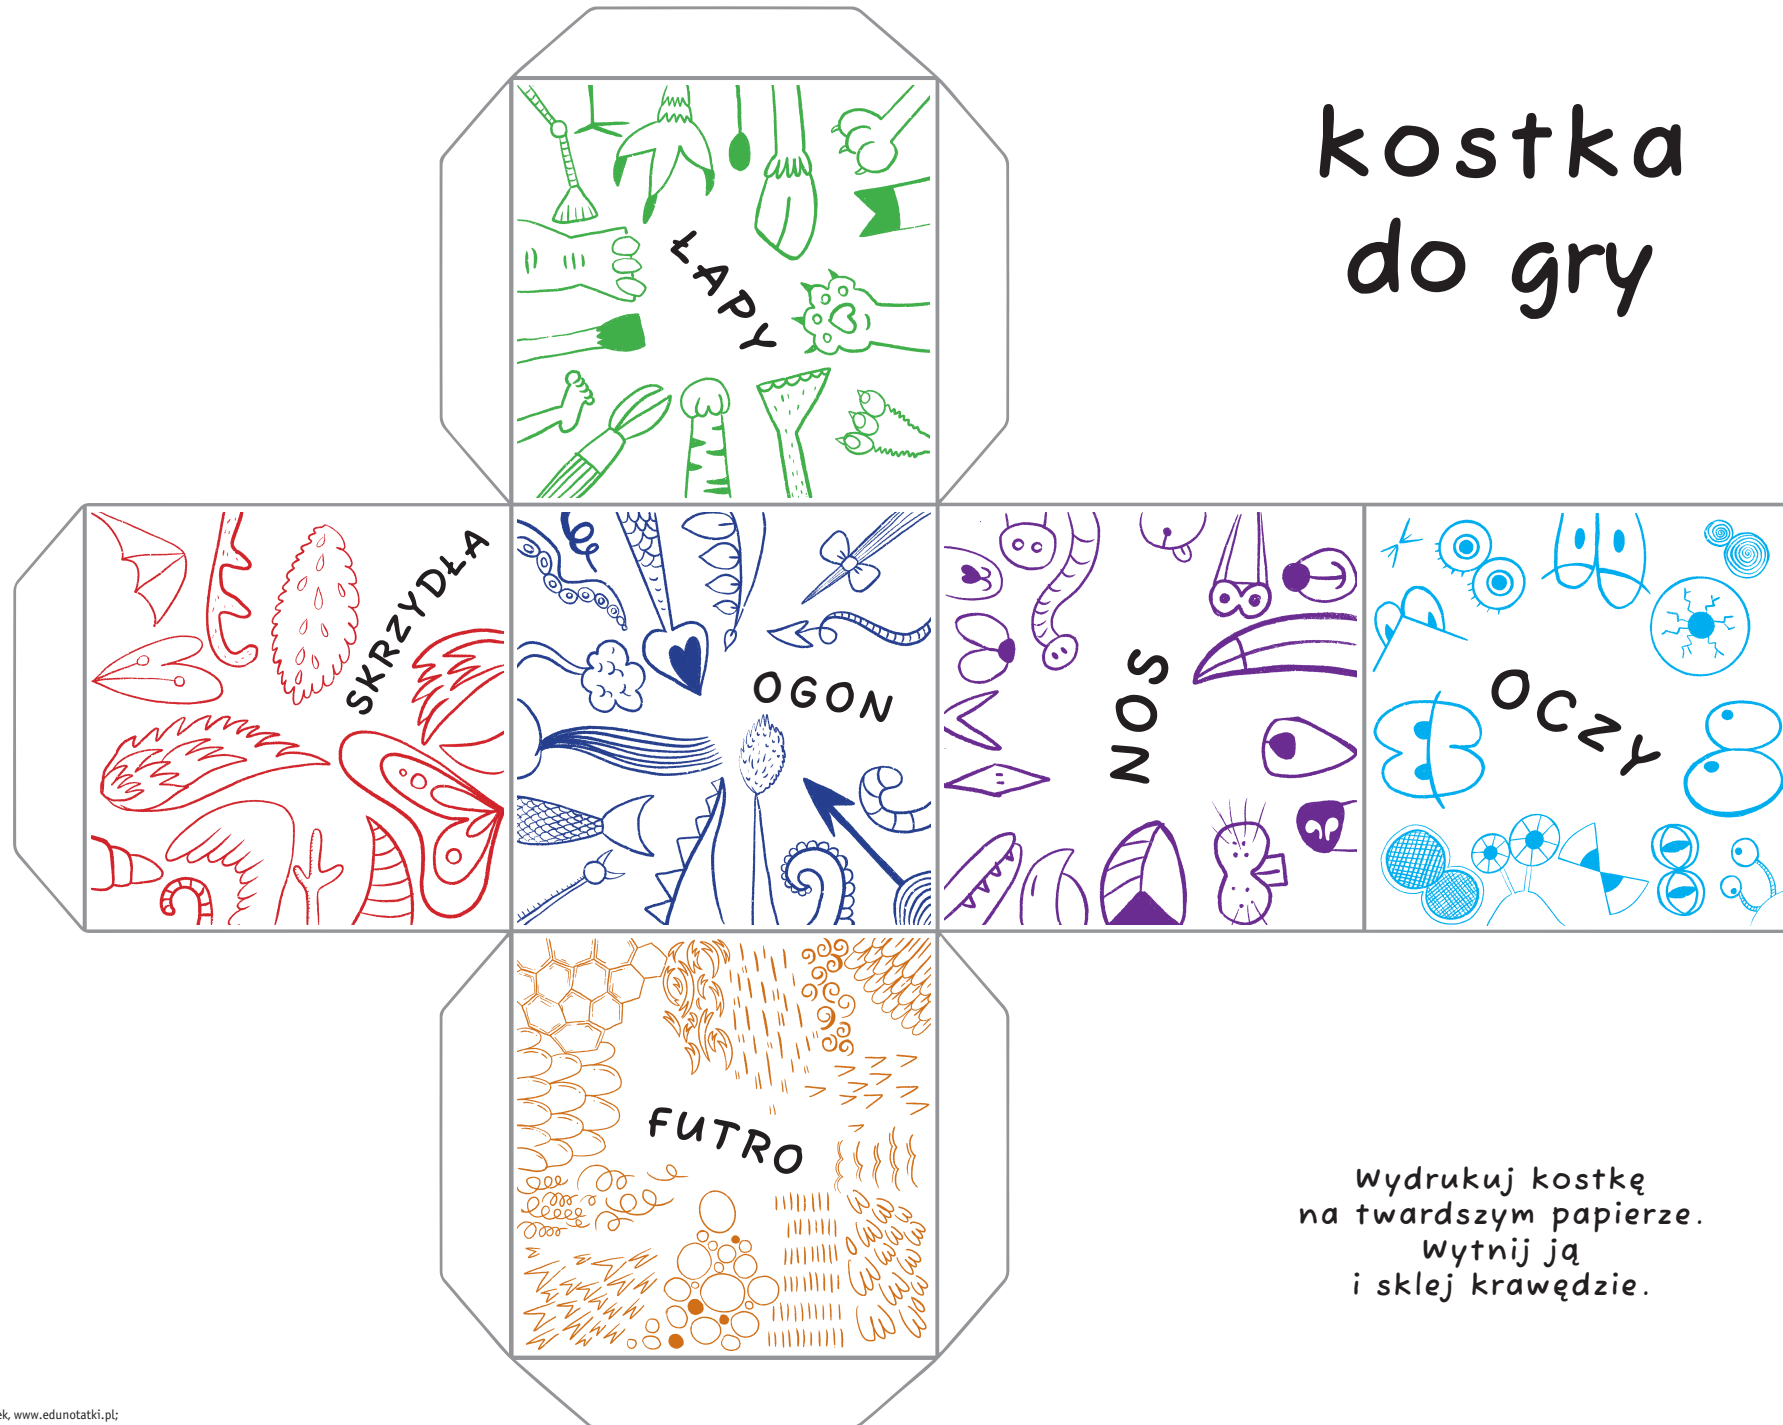 kostka
do gry
ŁAPY
SKRZYDŁA
OGON
NOS
OCZY
FUTRO
Wydrukuj kostkę
na twardszym papierze.
Wytnij ją
i sklej krawędzie.
www.edunotatki.pl;